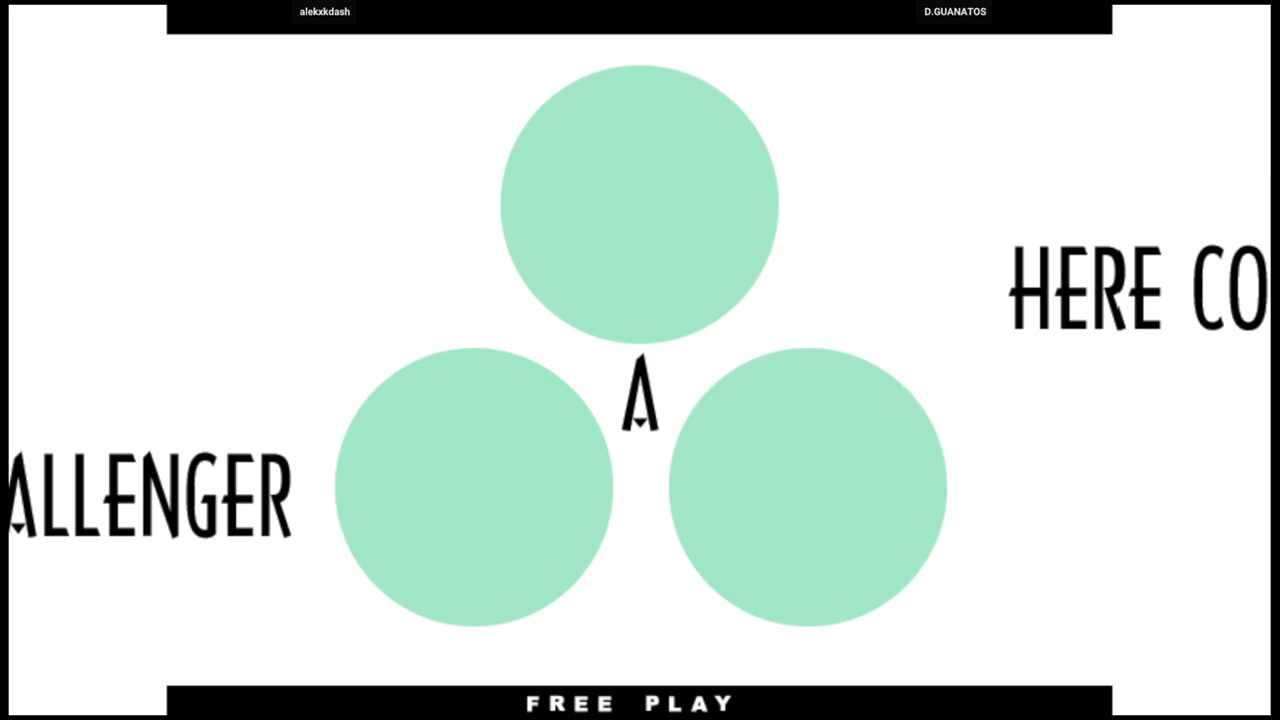 alekxkdash
D.GUANATOS
HERE CO
A
ALLENGER
FREE PLAY